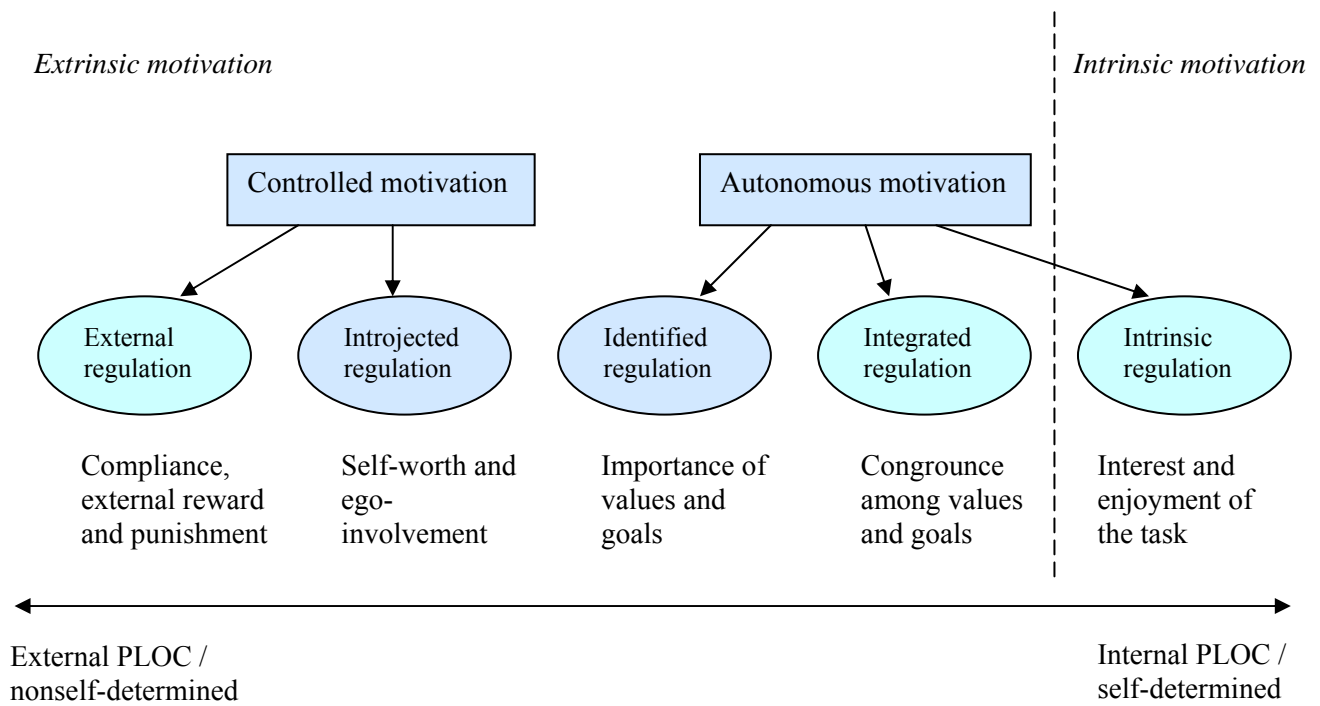 Extrinsic motivation
Intrinsic motivation
Controlled motivation
Autonomous motivation
External
regulation
Introjected
regulation
Identified
regulation
Integrated
regulation
Intrinsic
regulation
Compliance,
external reward
and punishment
Self-worth and
ego-
involvement
Importance of
values and
goals
Congrounce
among values
and goals
Interest and
enjoyment of
the task
External PLOC /
nonself-determined
Internal PLOC /
self-determined